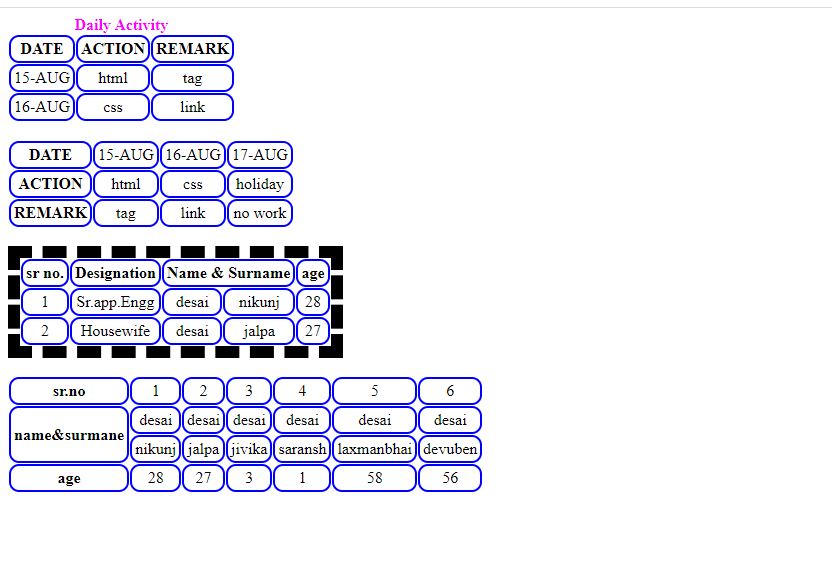 Daily Activity
DATE ACTION REMARK
15-AUG html tag
16-AUG css link
DATE 15-AUG 16-AUG 17-AUG
ACTION html css holiday
REMARK tag link no work
sr no. Designation Name & Surname age
1 Sr.app.Engg desai nikunj 28
2 Housewife desai jalpa 27
sr.no 1 2 3 4 5 6
name&surmane desai desai desai desai desai desai
nikunj jalpa jivika saransh laxmanbhai devuben
age 28 27 3 1 58 56